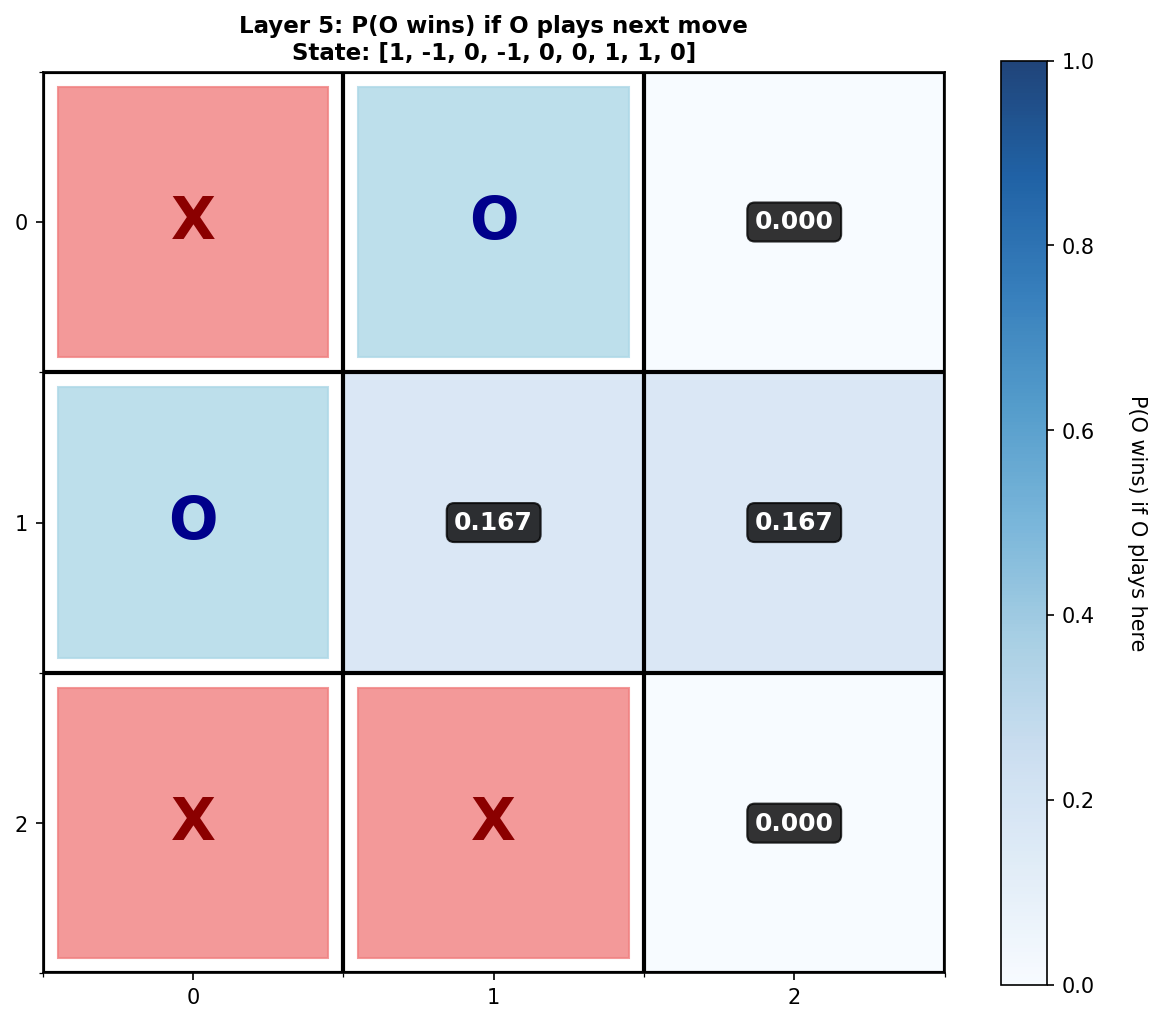 Layer 5: P(O wins) if O plays next move
State: [1, -1, 0, -1, 0, 0, 1, 1, 0]
X
O
0.000
O
0.167
0.167
X
X
0.000
0
1
2
0
1
2
1.0
0.8
0.6
0.4
0.2
0.0
P(O wins) if O plays here